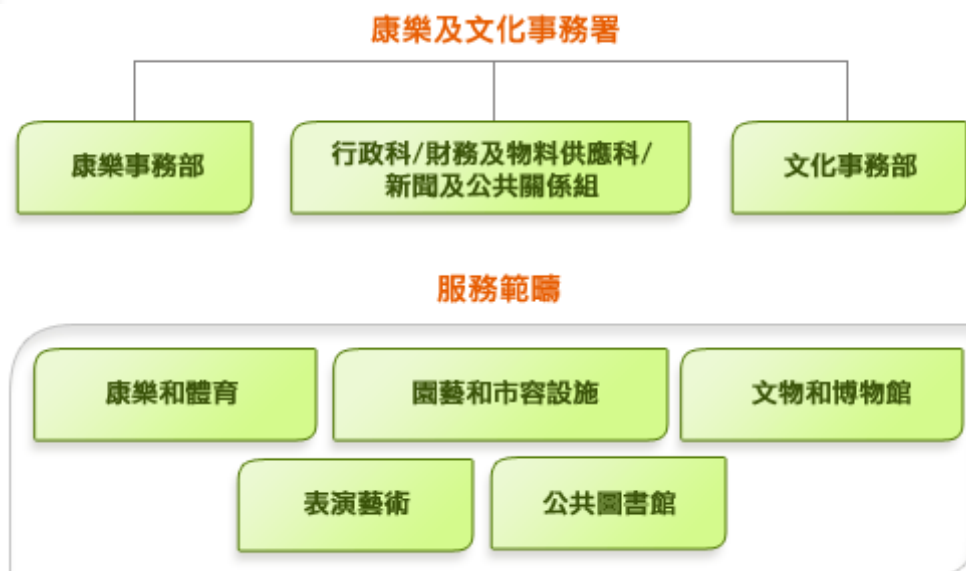 康樂及文化事務署
康樂事務部
行政科/財務及物料供應科/
新聞及公共關係組
文化事務部
服務範疇
康樂和體育
園藝和市容設施
文物和博物館
表演藝術
公共圖書館